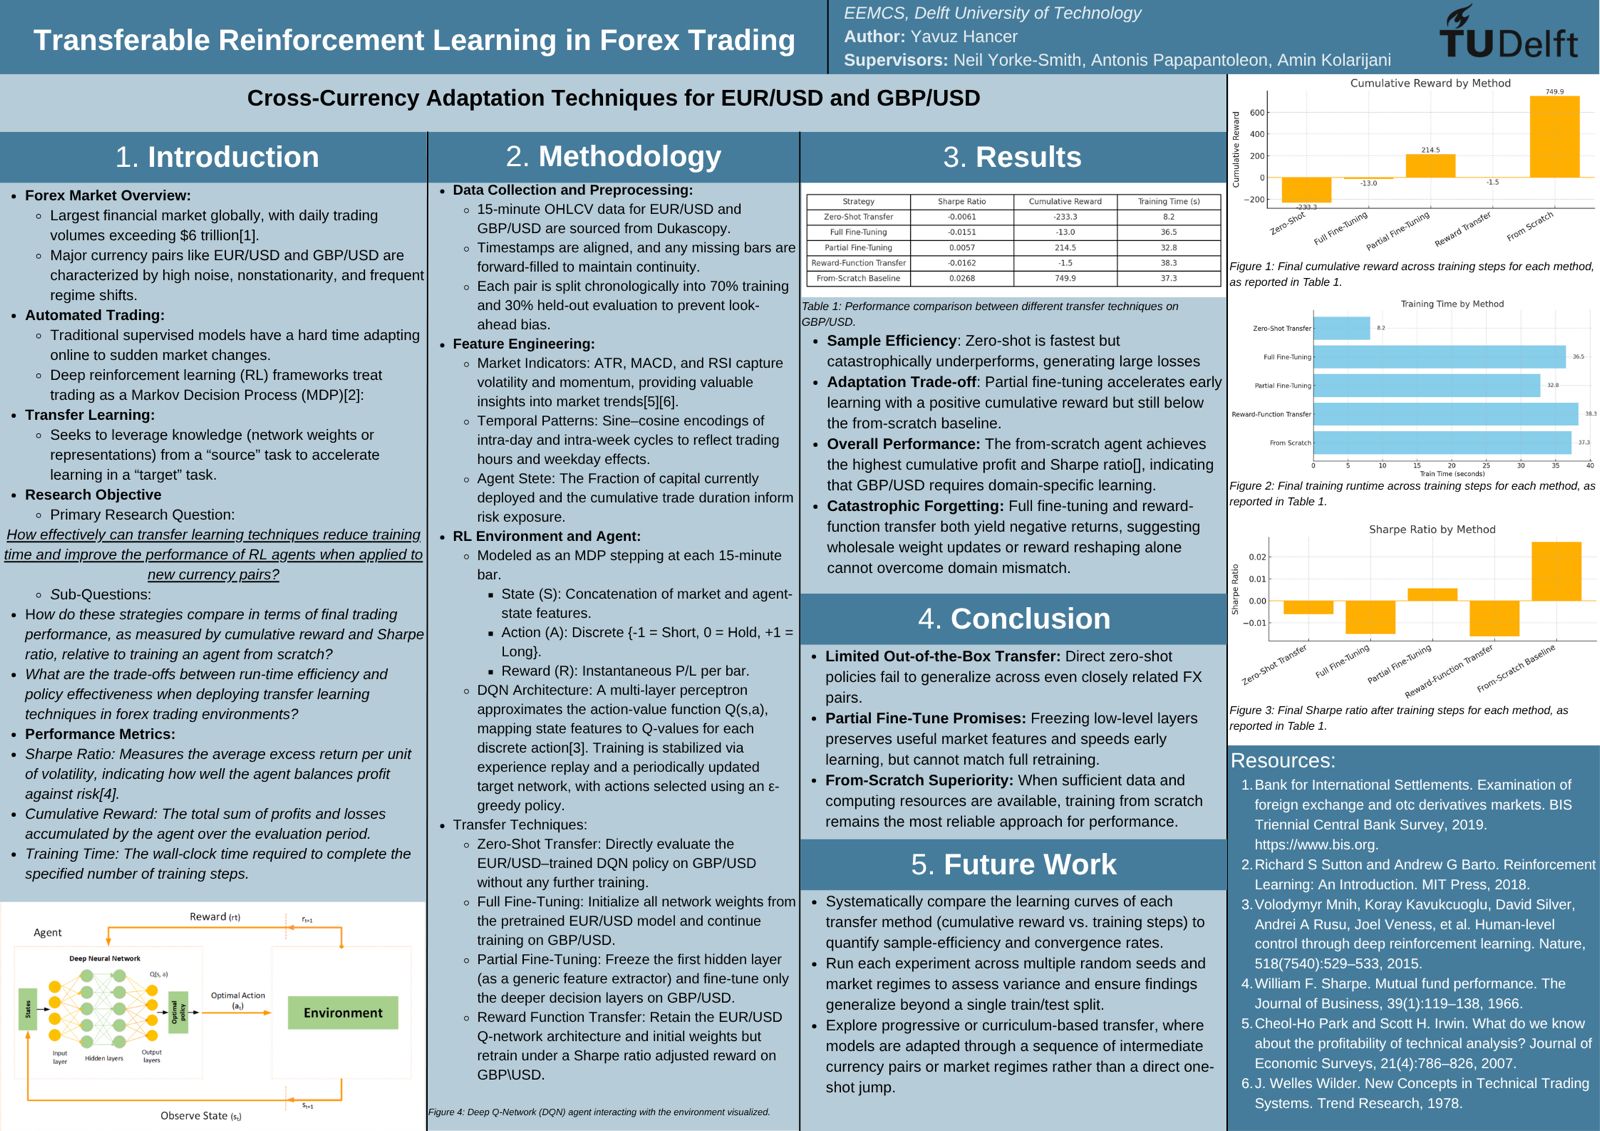 Transferable Reinforcement Learning in Forex Trading
EEMCS, Delft University of Technology
Author: Yavuz Hancer
Supervisors: Neil Yorke-Smith, Antonis Papapantoleon, Amin Kolarijani
TUDelft
Cross-Currency Adaptation Techniques for EUR/USD and GBP/USD
1. Introduction
• Forex Market Overview:
◦ Largest financial market globally, with daily trading
volumes exceeding $6 trillion[1].
◦ Major currency pairs like EUR/USD and GBP/USD are
characterized by high noise, nonstationarity, and frequent
regime shifts.
• Automated Trading:
◦ Traditional supervised models have a hard time adapting
online to sudden market changes.
◦ Deep reinforcement learning (RL) frameworks treat
trading as a Markov Decision Process (MDP)[2]:
• Transfer Learning:
◦ Seeks to leverage knowledge (network weights or
representations) from a “source” task to accelerate
learning in a “target” task.
• Research Objective
◦ Primary Research Question:
How effectively can transfer learning techniques reduce training
time and improve the performance of RL agents when applied to
new currency pairs?
◦ Sub-Questions:
• How do these strategies compare in terms of final trading
performance, as measured by cumulative reward and Sharpe
ratio, relative to training an agent from scratch?
• What are the trade-offs between run-time efficiency and
policy effectiveness when deploying transfer learning
techniques in forex trading environments?
• Performance Metrics:
• Sharpe Ratio: Measures the average excess return per unit
of volatility, indicating how well the agent balances profit
against risk[4].
• Cumulative Reward: The total sum of profits and losses
accumulated by the agent over the evaluation period.
• Training Time: The wall-clock time required to complete the
specified number of training steps.
Reward (rt)
rt+1
Agent
Deep Neural Network
Q(s, a)
States
Optimal
policy
Optimal Action
(at)
Environment
Input
layer
Hidden layers
Output
layers
st+1
Observe State (st)
2. Methodology
• Data Collection and Preprocessing:
◦ 15-minute OHLCV data for EUR/USD and
GBP/USD are sourced from Dukascopy.
◦ Timestamps are aligned, and any missing bars are
forward-filled to maintain continuity.
◦ Each pair is split chronologically into 70% training
and 30% held-out evaluation to prevent look-
ahead bias.
• Feature Engineering:
◦ Market Indicators: ATR, MACD, and RSI capture
volatility and momentum, providing valuable
insights into market trends[5][6].
◦ Temporal Patterns: Sine–cosine encodings of
intra-day and intra-week cycles to reflect trading
hours and weekday effects.
◦ Agent Stete: The Fraction of capital currently
deployed and the cumulative trade duration inform
risk exposure.
• RL Environment and Agent:
◦ Modeled as an MDP stepping at each 15-minute
bar.
▪ State (S): Concatenation of market and agent-
state features.
▪ Action (A): Discrete {-1 = Short, 0 = Hold, +1 =
Long}.
▪ Reward (R): Instantaneous P/L per bar.
◦ DQN Architecture: A multi-layer perceptron
approximates the action-value function Q(s,a),
mapping state features to Q-values for each
discrete action[3]. Training is stabilized via
experience replay and a periodically updated
target network, with actions selected using an ε-
greedy policy.
• Transfer Techniques:
◦ Zero-Shot Transfer: Directly evaluate the
EUR/USD–trained DQN policy on GBP/USD
without any further training.
◦ Full Fine-Tuning: Initialize all network weights from
the pretrained EUR/USD model and continue
training on GBP/USD.
◦ Partial Fine-Tuning: Freeze the first hidden layer
(as a generic feature extractor) and fine-tune only
the deeper decision layers on GBP/USD.
◦ Reward Function Transfer: Retain the EUR/USD
Q-network architecture and initial weights but
retrain under a Sharpe ratio adjusted reward on
GBP\USD.
Figure 4: Deep Q-Network (DQN) agent interacting with the environment visualized.
3. Results
Strategy Sharpe Ratio Cumulative Reward Training Time (s)
Zero-Shot Transfer -0.0061 -233.3 8.2
Full Fine-Tuning -0.0151 -13.0 36.5
Partial Fine-Tuning 0.0057 214.5 32.8
Reward-Function Transfer -0.0162 -1.5 38.3
From-Scratch Baseline 0.0268 749.9 37.3
Table 1: Performance comparison between different transfer techniques on
GBP/USD.
• Sample Efficiency: Zero-shot is fastest but
catastrophically underperforms, generating large losses
• Adaptation Trade-off: Partial fine-tuning accelerates early
learning with a positive cumulative reward but still below
the from-scratch baseline.
• Overall Performance: The from-scratch agent achieves
the highest cumulative profit and Sharpe ratio[], indicating
that GBP/USD requires domain-specific learning.
• Catastrophic Forgetting: Full fine-tuning and reward-
function transfer both yield negative returns, suggesting
wholesale weight updates or reward reshaping alone
cannot overcome domain mismatch.
4. Conclusion
• Limited Out-of-the-Box Transfer: Direct zero-shot
policies fail to generalize across even closely related FX
pairs.
• Partial Fine-Tune Promises: Freezing low-level layers
preserves useful market features and speeds early
learning, but cannot match full retraining.
• From-Scratch Superiority: When sufficient data and
computing resources are available, training from scratch
remains the most reliable approach for performance.
5. Future Work
• Systematically compare the learning curves of each
transfer method (cumulative reward vs. training steps) to
quantify sample-efficiency and convergence rates.
• Run each experiment across multiple random seeds and
market regimes to assess variance and ensure findings
generalize beyond a single train/test split.
• Explore progressive or curriculum-based transfer, where
models are adapted through a sequence of intermediate
currency pairs or market regimes rather than a direct one-
shot jump.
Cumulative Reward by Method
Cumulative Reward
600
400
200
0
−200
-233.3
-13.0
214.5
-1.5
749.9
Zero-Shot
Full Fine-Tuning
Partial Fine-Tuning
Reward Transfer
From Scratch
Figure 1: Final cumulative reward across training steps for each method,
as reported in Table 1.
Training Time by Method
Zero-Shot Transfer 8.2
Full Fine-Tuning 36.5
Partial Fine-Tuning 32.8
Reward-Function Transfer 38.3
From Scratch 37.3
0 5 10 15 20 25 30 35 40
Train Time (seconds)
Figure 2: Final training runtime across training steps for each method, as
reported in Table 1.
Sharpe Ratio by Method
Sharpe Ratio
0.02
0.01
0.00
−0.01
Zero-Shot Transfer
Full Fine-Tuning
Partial Fine-Tuning
Reward-Function Transfer
From-Scratch Baseline
Figure 3: Final Sharpe ratio after training steps for each method, as
reported in Table 1.
Resources:
1. Bank for International Settlements. Examination of
foreign exchange and otc derivatives markets. BIS
Triennial Central Bank Survey, 2019.
https://www.bis.org.
2. Richard S Sutton and Andrew G Barto. Reinforcement
Learning: An Introduction. MIT Press, 2018.
3. Volodymyr Mnih, Koray Kavukcuoglu, David Silver,
Andrei A Rusu, Joel Veness, et al. Human-level
control through deep reinforcement learning. Nature,
518(7540):529–533, 2015.
4. William F. Sharpe. Mutual fund performance. The
Journal of Business, 39(1):119–138, 1966.
5. Cheol-Ho Park and Scott H. Irwin. What do we know
about the profitability of technical analysis? Journal of
Economic Surveys, 21(4):786–826, 2007.
6. J. Welles Wilder. New Concepts in Technical Trading
Systems. Trend Research, 1978.